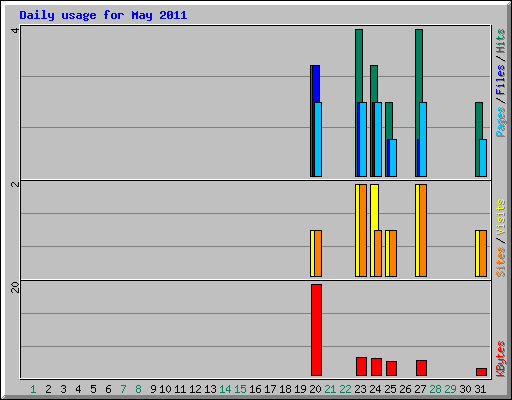 Daily usage for May 2011
4
Pages / Files / Hits
2
Sites / Visits
20
KBytes
1 2 3 4 5 6 7 8 9 10 11 12 13 14 15 16 17 18 19 20 21 22 23 24 25 26 27 28 29 30 31